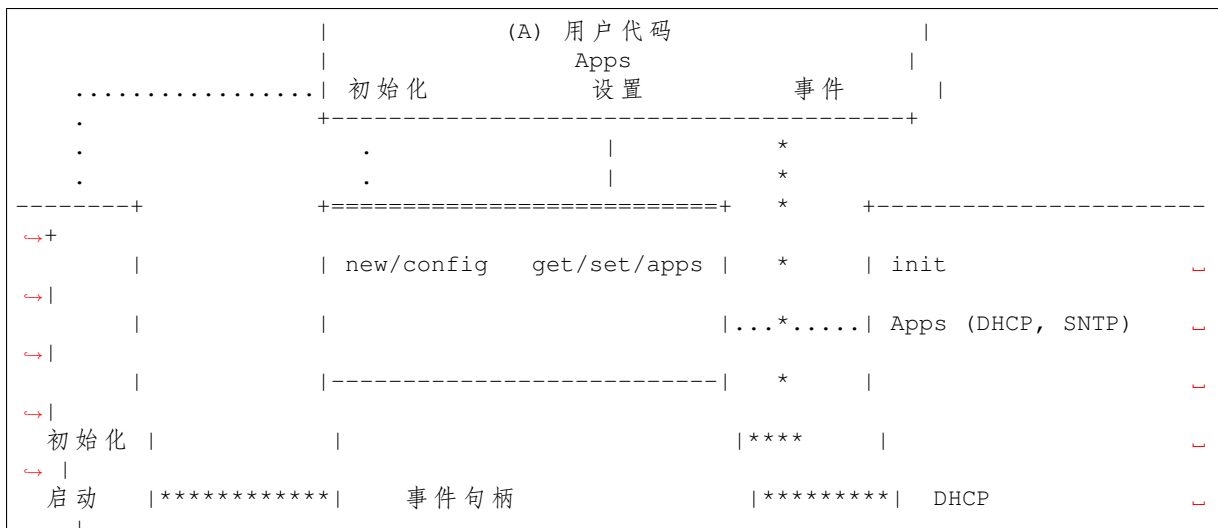 |            (A) 用户代码                  |
                     |                 Apps                   |
    .................| 初始化          设置            事件      |
    .                +----------------------------------------+
    .                   .                |           *
    .                   .                |           *
--------+            +===========================+   *     +-----------------------
↪+
        |            | new/config   get/set/apps |   *     | init                    ␣
↪|
        |            |                           |...*.....| Apps (DHCP, SNTP)     ␣
↪|
        |            |---------------------------|   *     |                       ␣
↪|
  初始化 |            |                           |****     |                       ␣
↪ |
  启动   |************|    事件句柄                |*********|  DHCP                 ␣
   |